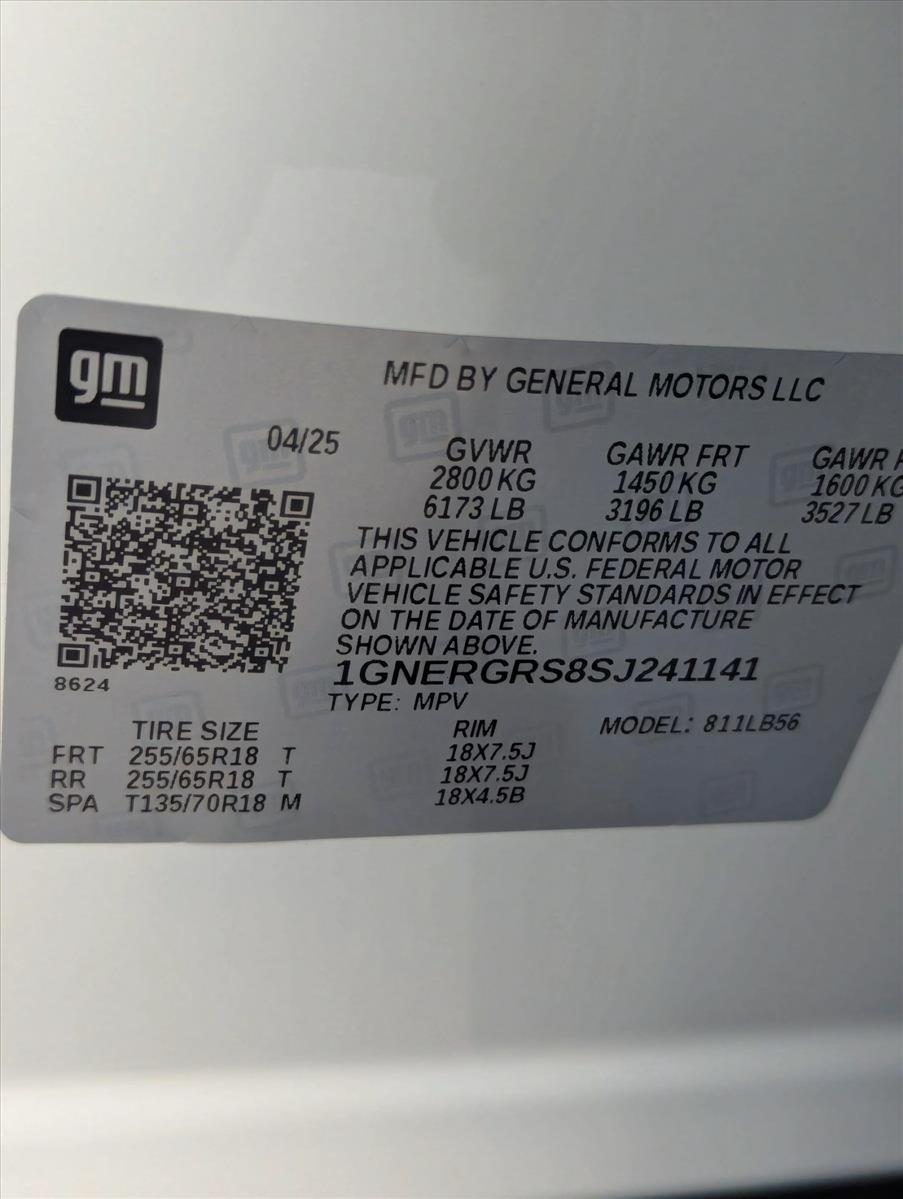 gm
MFD BY GENERAL MOTORS LLC
04/25
GVWR GAWR FRT GAWR
2800 KG 1450 KG 1600 KG
6173 LB 3196 LB 3527 LB
THIS VEHICLE CONFORMS TO ALL
APPLICABLE U.S. FEDERAL MOTOR
VEHICLE SAFETY STANDARDS IN EFFECT
ON THE DATE OF MANUFACTURE
SHOWN ABOVE.
1GNERGRS8SJ241141
8624
TYPE: MPV
TIRE SIZE RIM MODEL: 811LB56
FRT 255/65R18 T 18X7.5J
RR 255/65R18 T 18X7.5J
SPA T135/70R18 M 18X4.5B